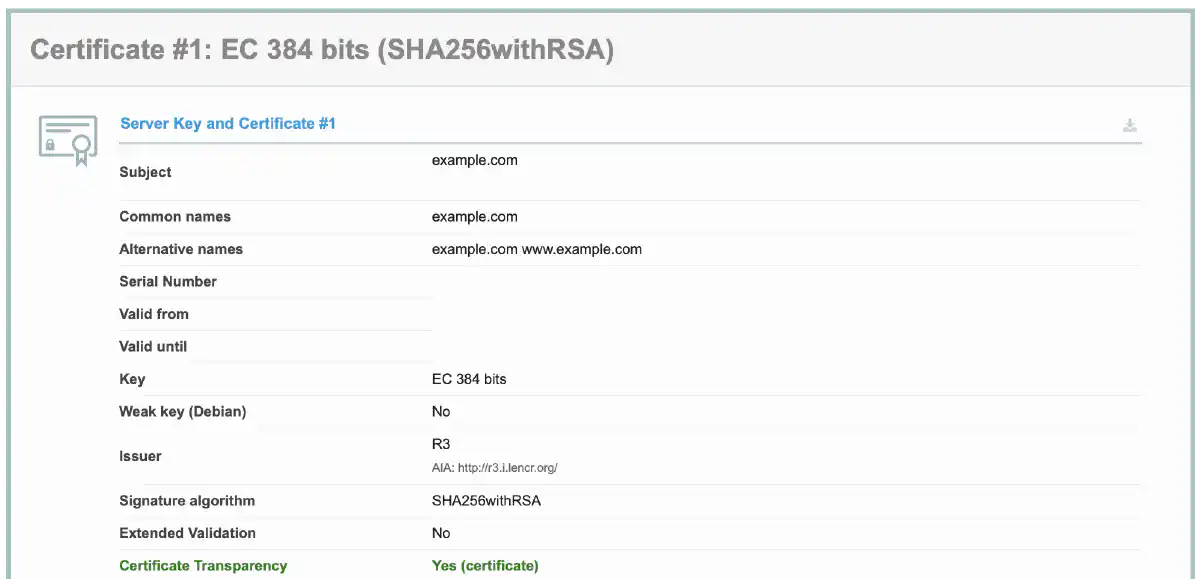 Certificate #1: EC 384 bits (SHA256withRSA)
Server Key and Certificate #1
Subject example.com
Common names example.com
Alternative names example.com www.example.com
Serial Number
Valid from
Valid until
Key EC 384 bits
Weak key (Debian) No
Issuer R3
AIA: http://r3.i.lencr.org/
Signature algorithm SHA256withRSA
Extended Validation No
Certificate Transparency Yes (certificate)